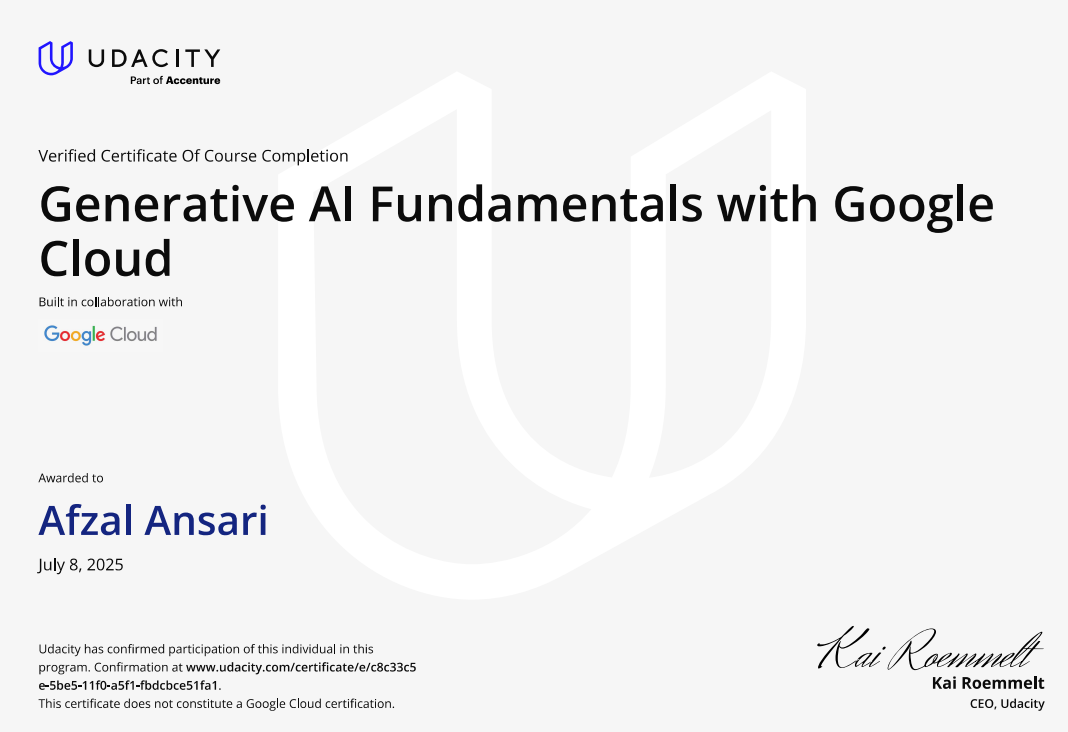 UDACITY
Part of Accenture
Verified Certificate Of Course Completion
Generative AI Fundamentals with Google
Cloud
Built in collaboration with
Google Cloud
Awarded to
Afzal Ansari
July 8, 2025
Udacity has confirmed participation of this individual in this
program. Confirmation at www.udacity.com/certificate/e/c8c33c5
e-5be5-11f0-a5f1-fbdcbce51fa1.
This certificate does not constitute a Google Cloud certification.
Kai Roemmelt
Kai Roemmelt
CEO, Udacity